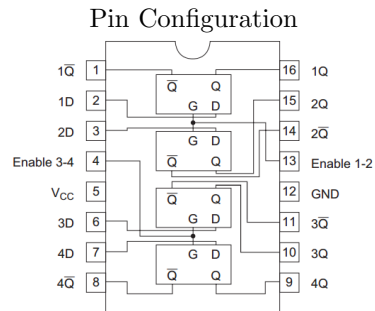 Pin Configuration
1Q̅ 1 16 1Q
Q̅ Q
1D 2 15 2Q
G D
2D 3 14 2Q̅
G D
Enable 3-4 4 13 Enable 1-2
Q̅ Q
V_CC 5 12 GND
Q̅ Q
3D 6 11 3Q̅
G D
4D 7 10 3Q
G D
4Q̅ 8 9 4Q
Q̅ Q